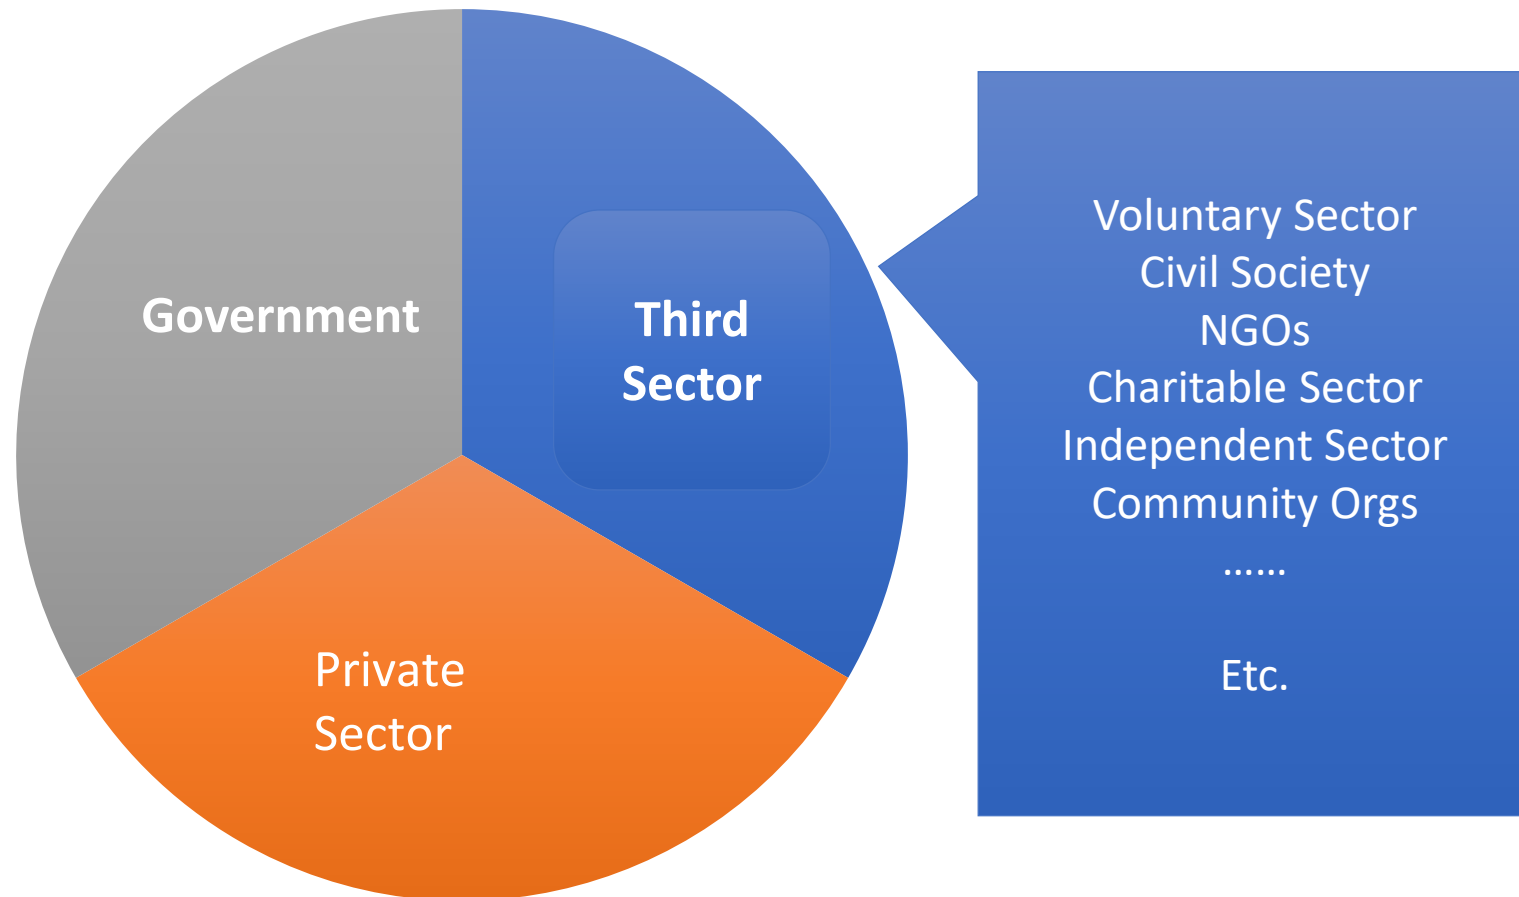 Government
Third
Sector
Private
Sector
Voluntary Sector
Civil Society
NGOs
Charitable Sector
Independent Sector
Community Orgs
......
Etc.